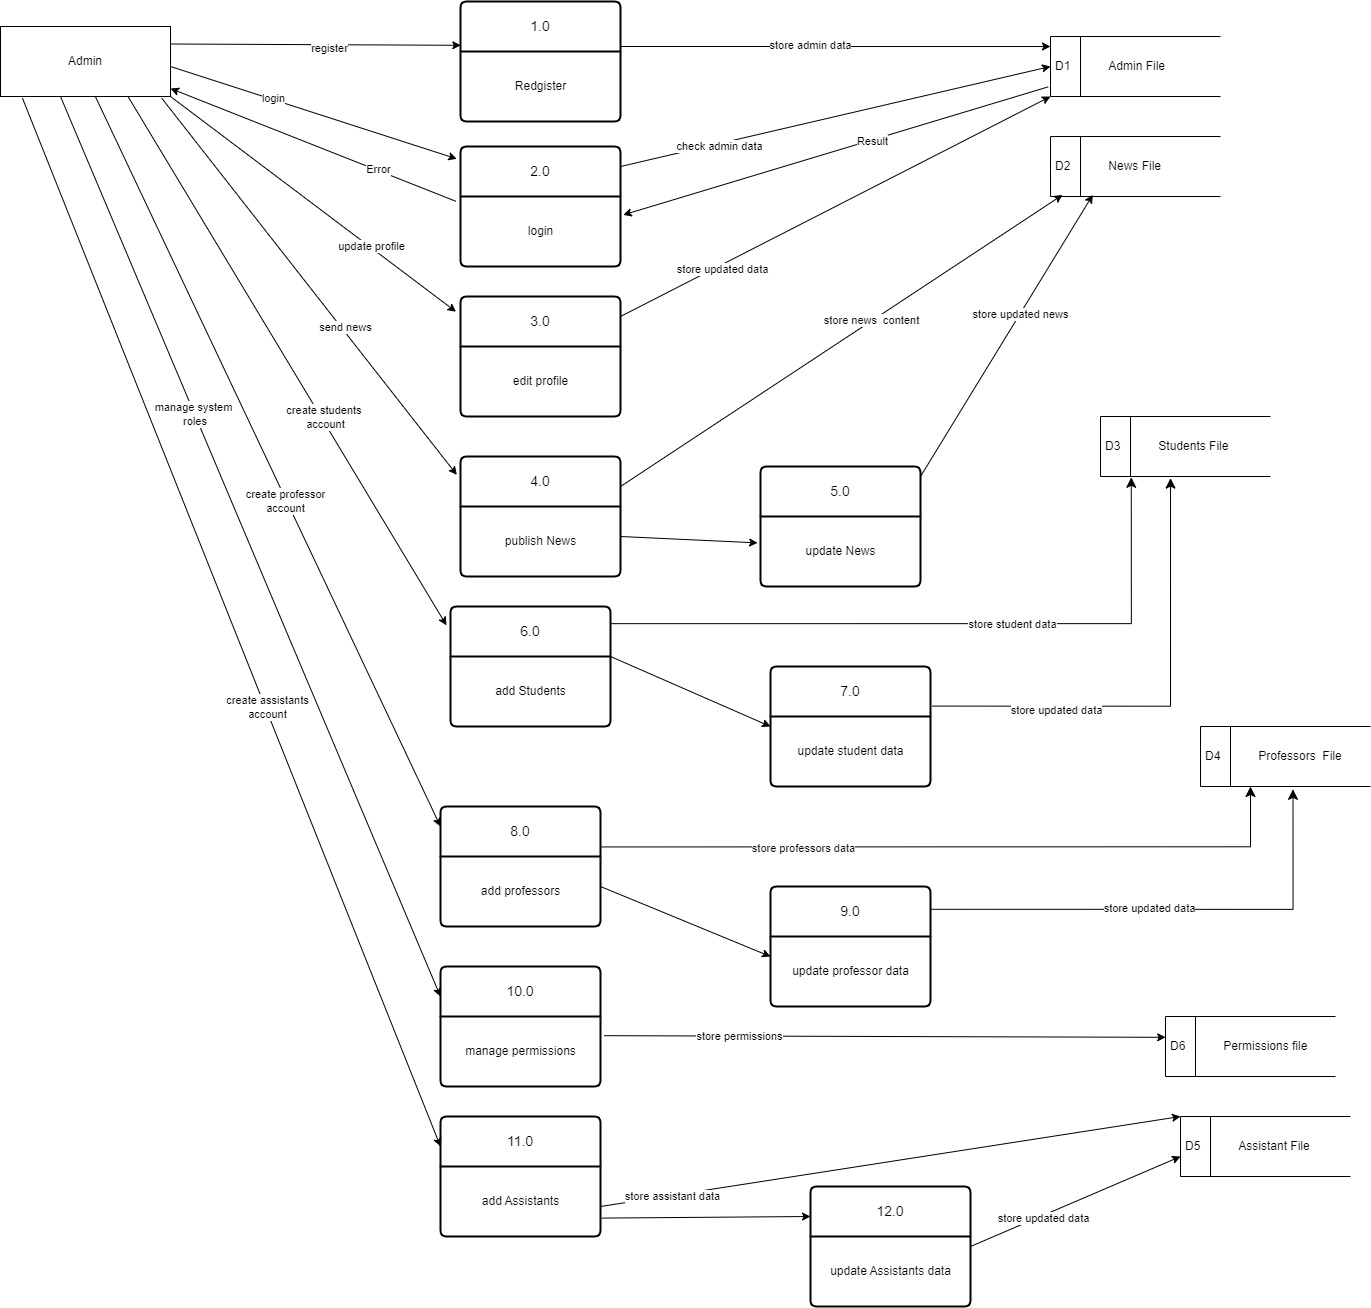 Admin
register
1.0
Redgister
store admin data
D1
Admin File
login
Error
2.0
login
check admin data
Result
D2
News File
update profile
3.0
edit profile
store updated data
send news
store news  content
store updated news
manage system
roles
create students
account
create professor
account
4.0
publish News
5.0
update News
D3
Students File
6.0
add Students
store student data
7.0
update student data
store updated data
create assistants
account
D4
Professors  File
8.0
add professors
store professors data
9.0
update professor data
store updated data
10.0
manage permissions
store permissions
D6
Permissions file
11.0
add Assistants
store assistant data
D5
Assistant File
12.0
update Assistants data
store updated data